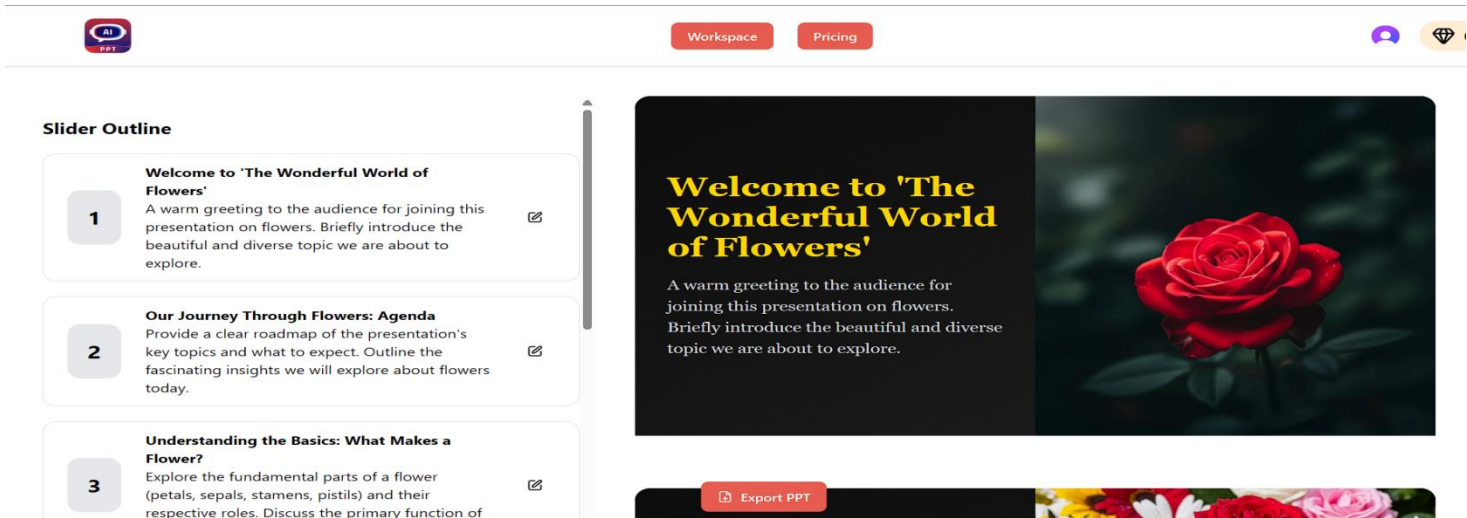 AI
PPT
Workspace
Pricing
Slider Outline
1
Welcome to 'The Wonderful World of
Flowers'
A warm greeting to the audience for joining this
presentation on flowers. Briefly introduce the
beautiful and diverse topic we are about to
explore.
2
Our Journey Through Flowers: Agenda
Provide a clear roadmap of the presentation's
key topics and what to expect. Outline the
fascinating insights we will explore about flowers
today.
3
Understanding the Basics: What Makes a
Flower?
Explore the fundamental parts of a flower
(petals, sepals, stamens, pistils) and their
respective roles. Discuss the primary function of
Welcome to 'The
Wonderful World
of Flowers'
A warm greeting to the audience for
joining this presentation on flowers.
Briefly introduce the beautiful and diverse
topic we are about to explore.
Export PPT